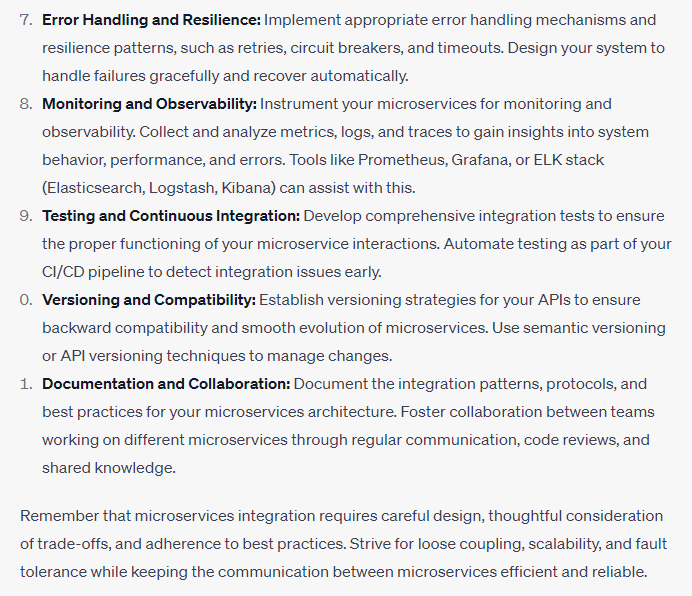 7. Error Handling and Resilience: Implement appropriate error handling mechanisms and
resilience patterns, such as retries, circuit breakers, and timeouts. Design your system to
handle failures gracefully and recover automatically.
8. Monitoring and Observability: Instrument your microservices for monitoring and
observability. Collect and analyze metrics, logs, and traces to gain insights into system
behavior, performance, and errors. Tools like Prometheus, Grafana, or ELK stack
(Elasticsearch, Logstash, Kibana) can assist with this.
9. Testing and Continuous Integration: Develop comprehensive integration tests to ensure
the proper functioning of your microservice interactions. Automate testing as part of your
CI/CD pipeline to detect integration issues early.
0. Versioning and Compatibility: Establish versioning strategies for your APIs to ensure
backward compatibility and smooth evolution of microservices. Use semantic versioning
or API versioning techniques to manage changes.
1. Documentation and Collaboration: Document the integration patterns, protocols, and
best practices for your microservices architecture. Foster collaboration between teams
working on different microservices through regular communication, code reviews, and
shared knowledge.
Remember that microservices integration requires careful design, thoughtful consideration
of trade-offs, and adherence to best practices. Strive for loose coupling, scalability, and fault
tolerance while keeping the communication between microservices efficient and reliable.